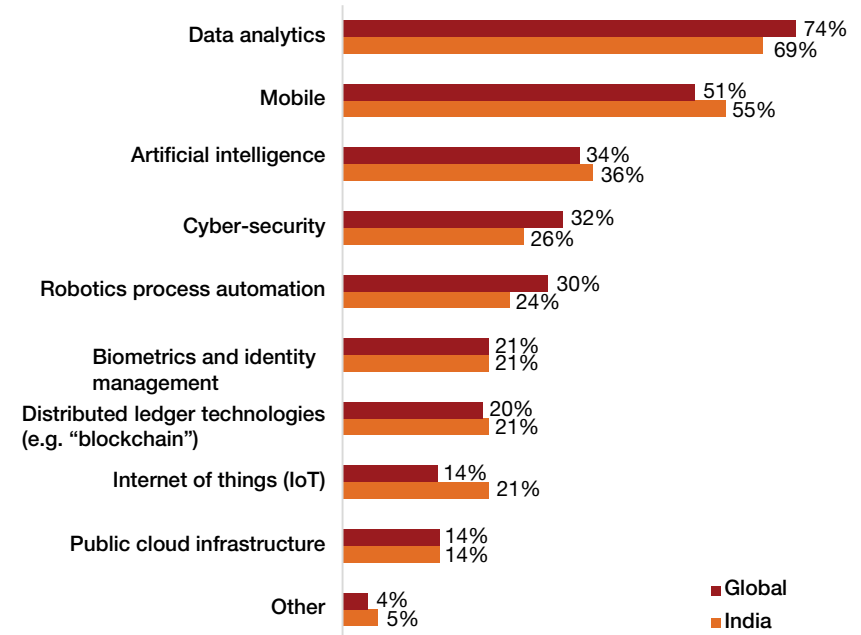 Data analytics
74%
69%
Mobile
51%
55%
Artificial intelligence
34%
36%
Cyber-security
32%
26%
Robotics process automation
30%
24%
Biometrics and identity
management
21%
21%
Distributed ledger technologies
(e.g. “blockchain”)
20%
21%
Internet of things (IoT)
14%
21%
Public cloud infrastructure
14%
14%
Other
4%
5%
Global
India